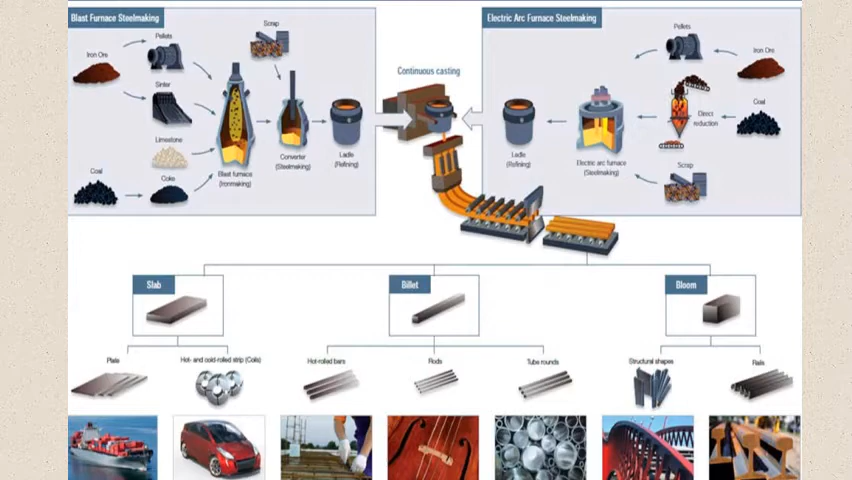 Blast Furnace Steelmaking
Iron Ore
Pellets
Sinter
Limestone
Coal
Coke
Blast furnace
(Ironmaking)
Scrap
Converter
(Steelmaking)
Ladle
(Refining)
Continuous casting
Electric Arc Furnace Steelmaking
Ladle
(Refining)
Electric arc furnace
(Steelmaking)
Pellets
Iron Ore
Direct
reduction
Coal
Scrap
Slab
Billet
Bloom
Plate
Hot- and cold-rolled strip (Coils)
Hot-rolled bars
Rods
Tube rounds
Structural shapes
Rails